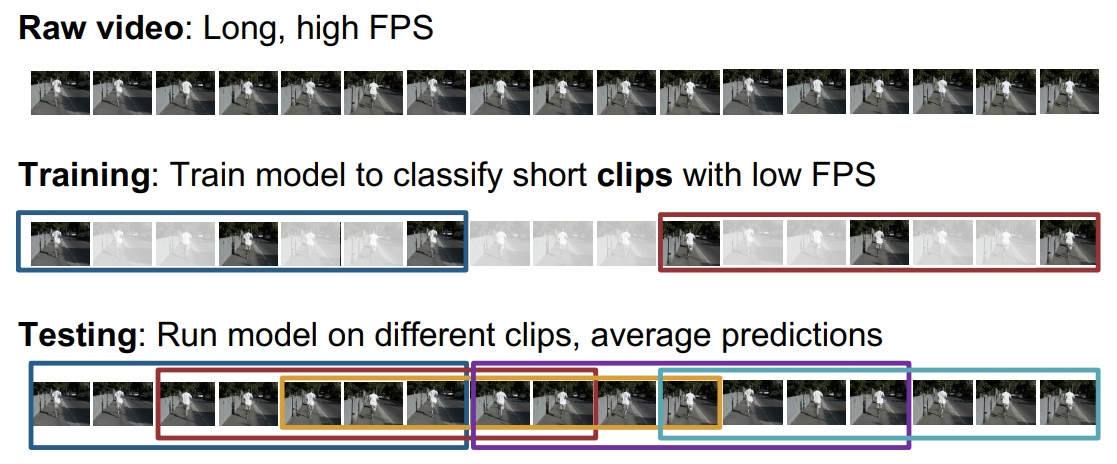 Raw video: Long, high FPS
Training: Train model to classify short clips with low FPS
Testing: Run model on different clips, average predictions